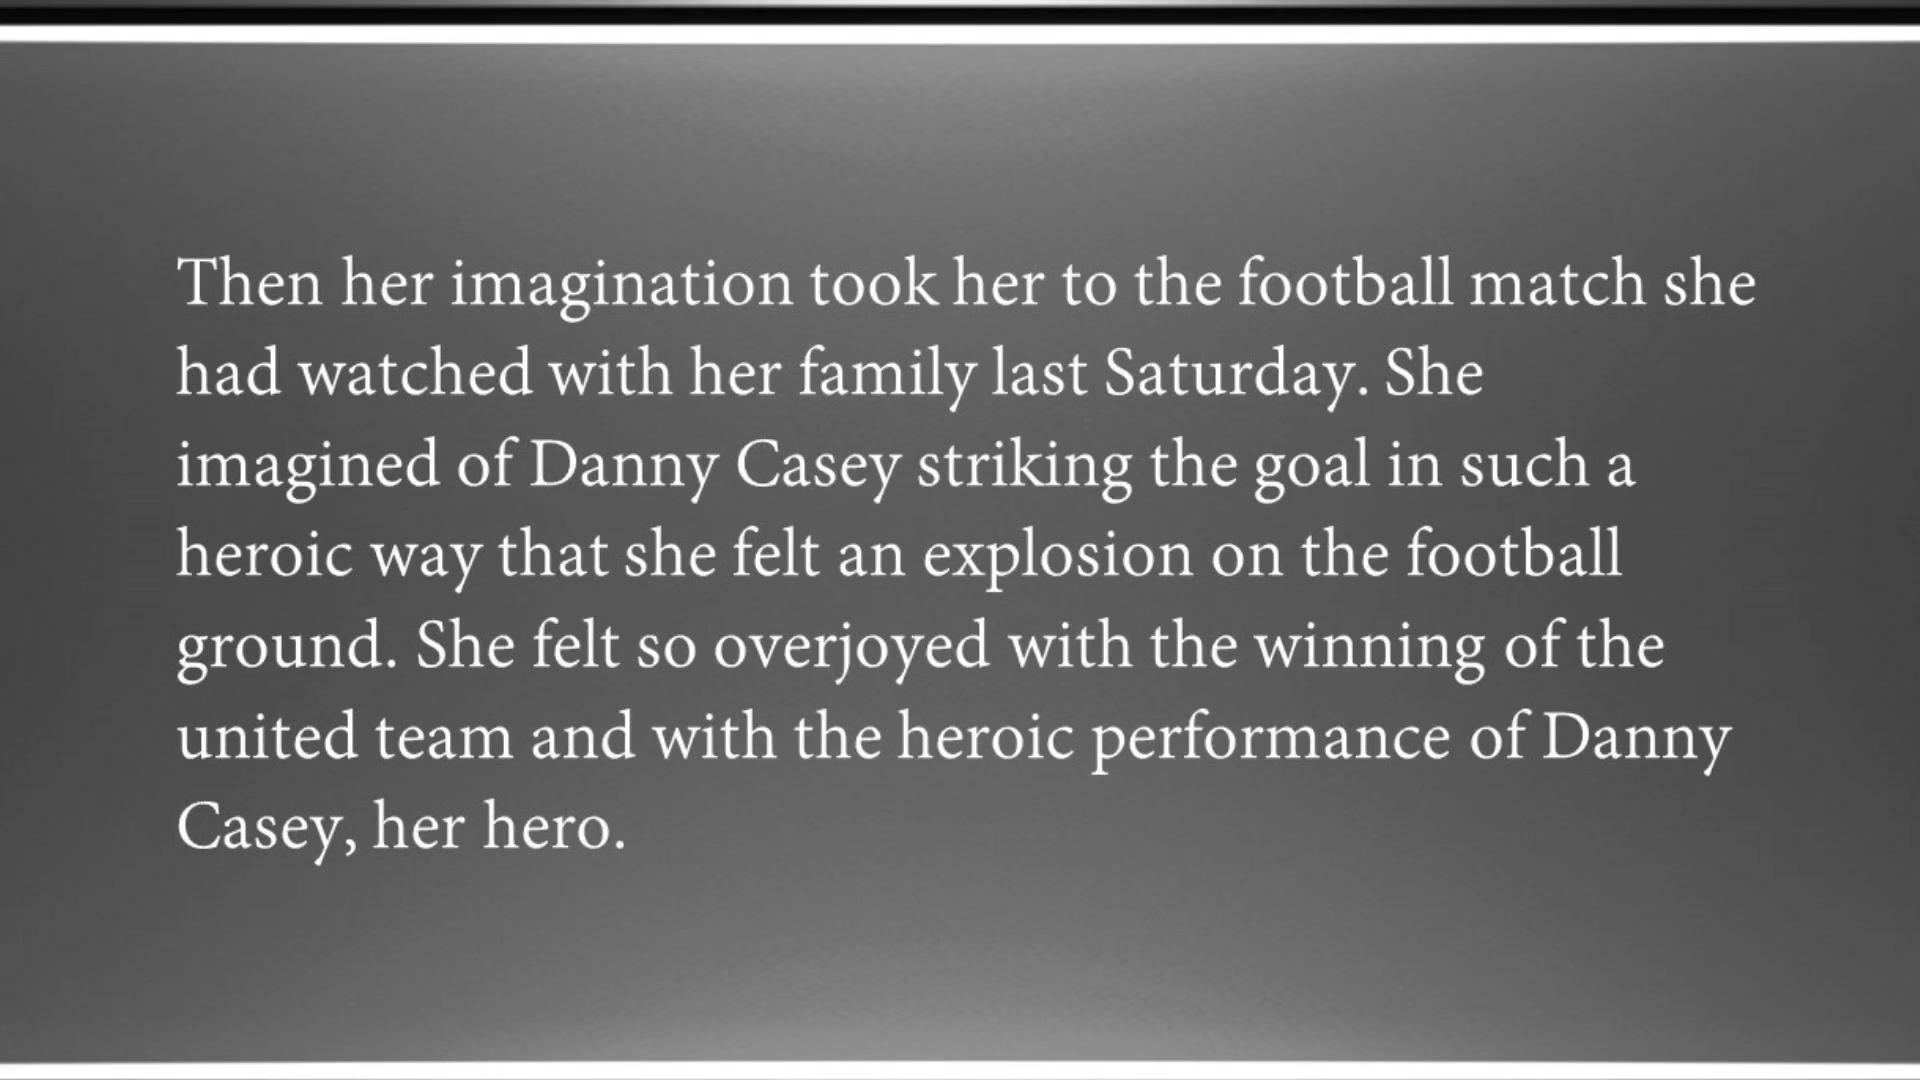 Then her imagination took her to the football match she
had watched with her family last Saturday. She
imagined of Danny Casey striking the goal in such a
heroic way that she felt an explosion on the football
ground. She felt so overjoyed with the winning of the
united team and with the heroic performance of Danny
Casey, her hero.